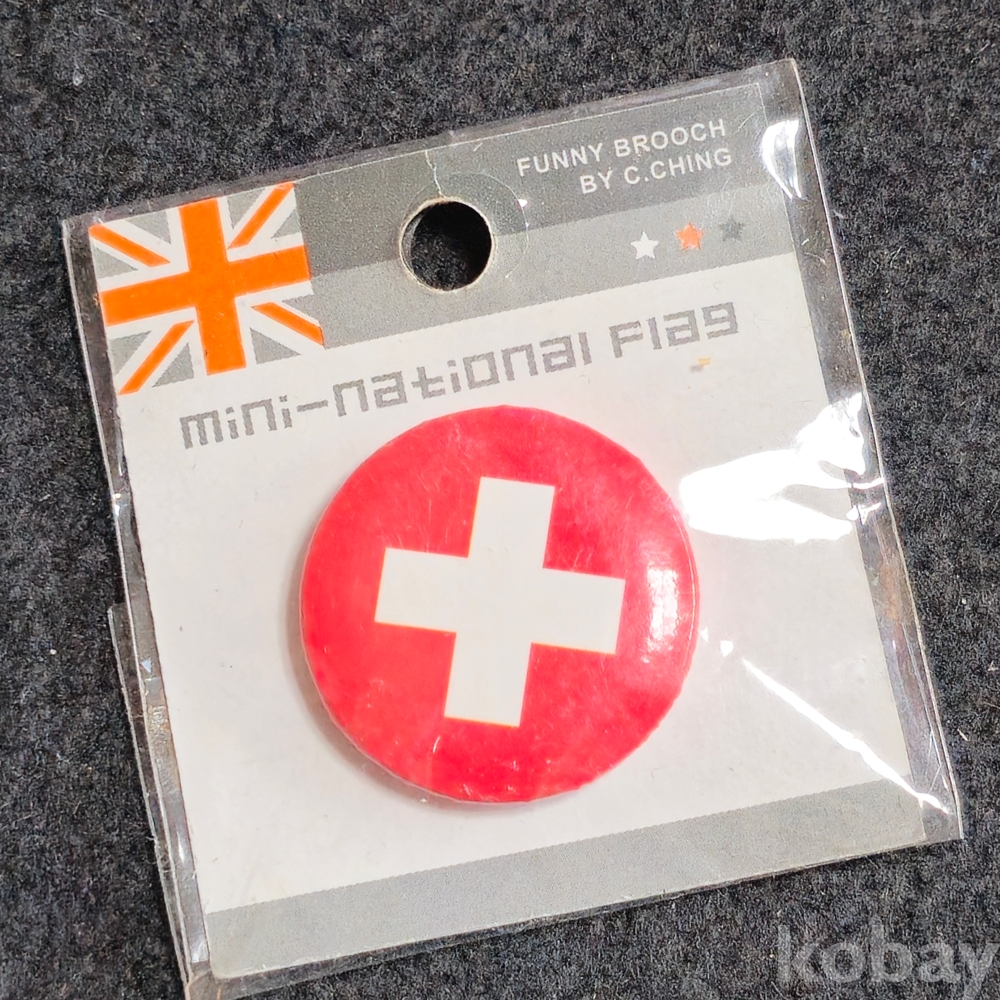 FUNNY BROOCH
BY C.CHING
mini-national Flag
kobay